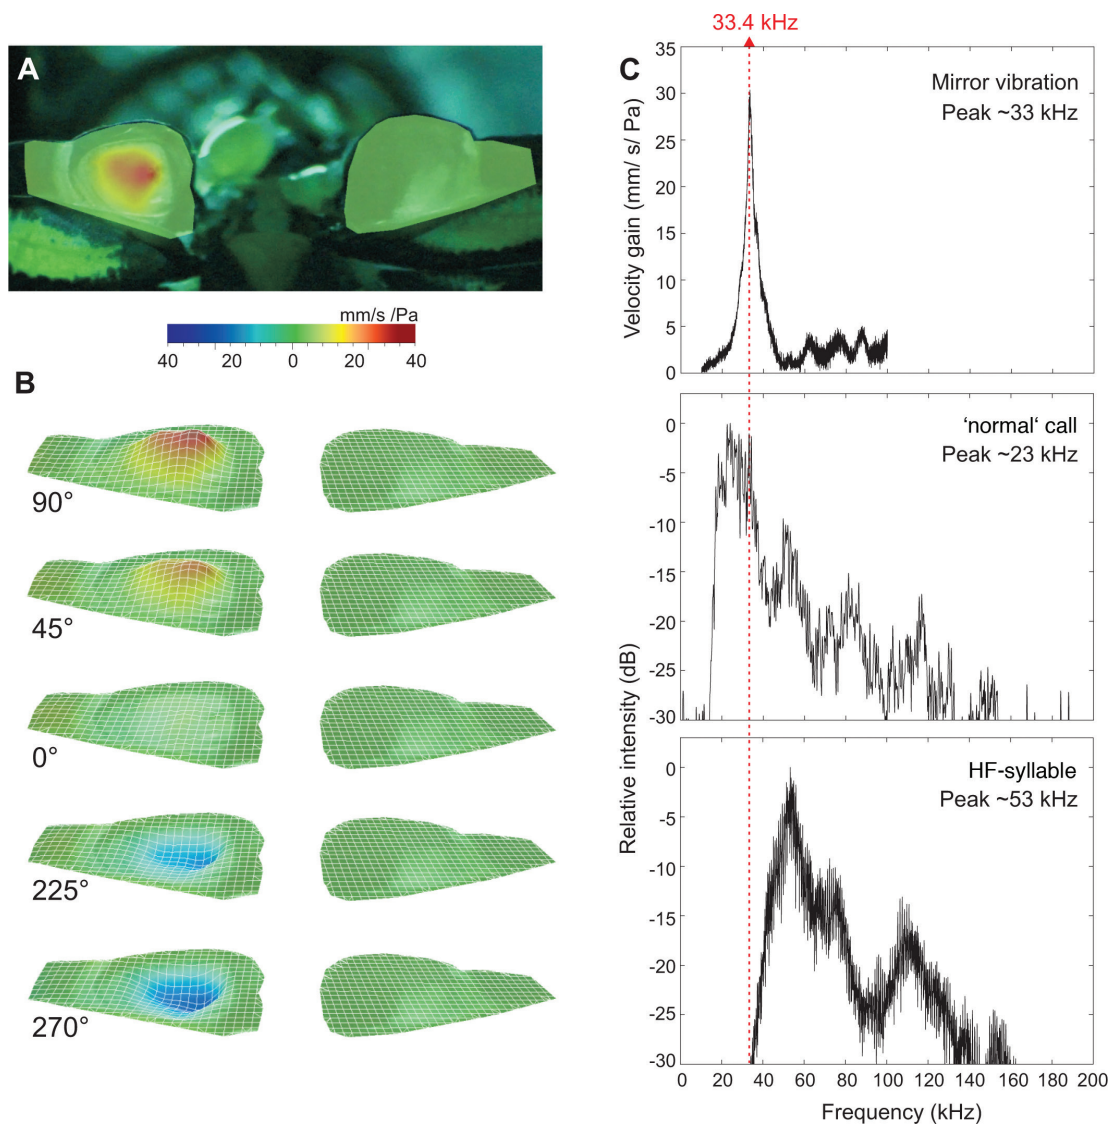 A
mm/s /Pa
40 20 0 20 40
B
90°
45°
0°
225°
270°
33.4 kHz
C
Mirror vibration
Peak ~33 kHz
Velocity gain (mm/ s/ Pa)
35
30
25
20
15
10
5
0
'normal' call
Peak ~23 kHz
0
-5
-10
-15
-20
-25
-30
Relative intensity (dB)
HF-syllable
Peak ~53 kHz
0
-5
-10
-15
-20
-25
-30
0 20 40 60 80 100 120 140 160 180 200
Frequency (kHz)